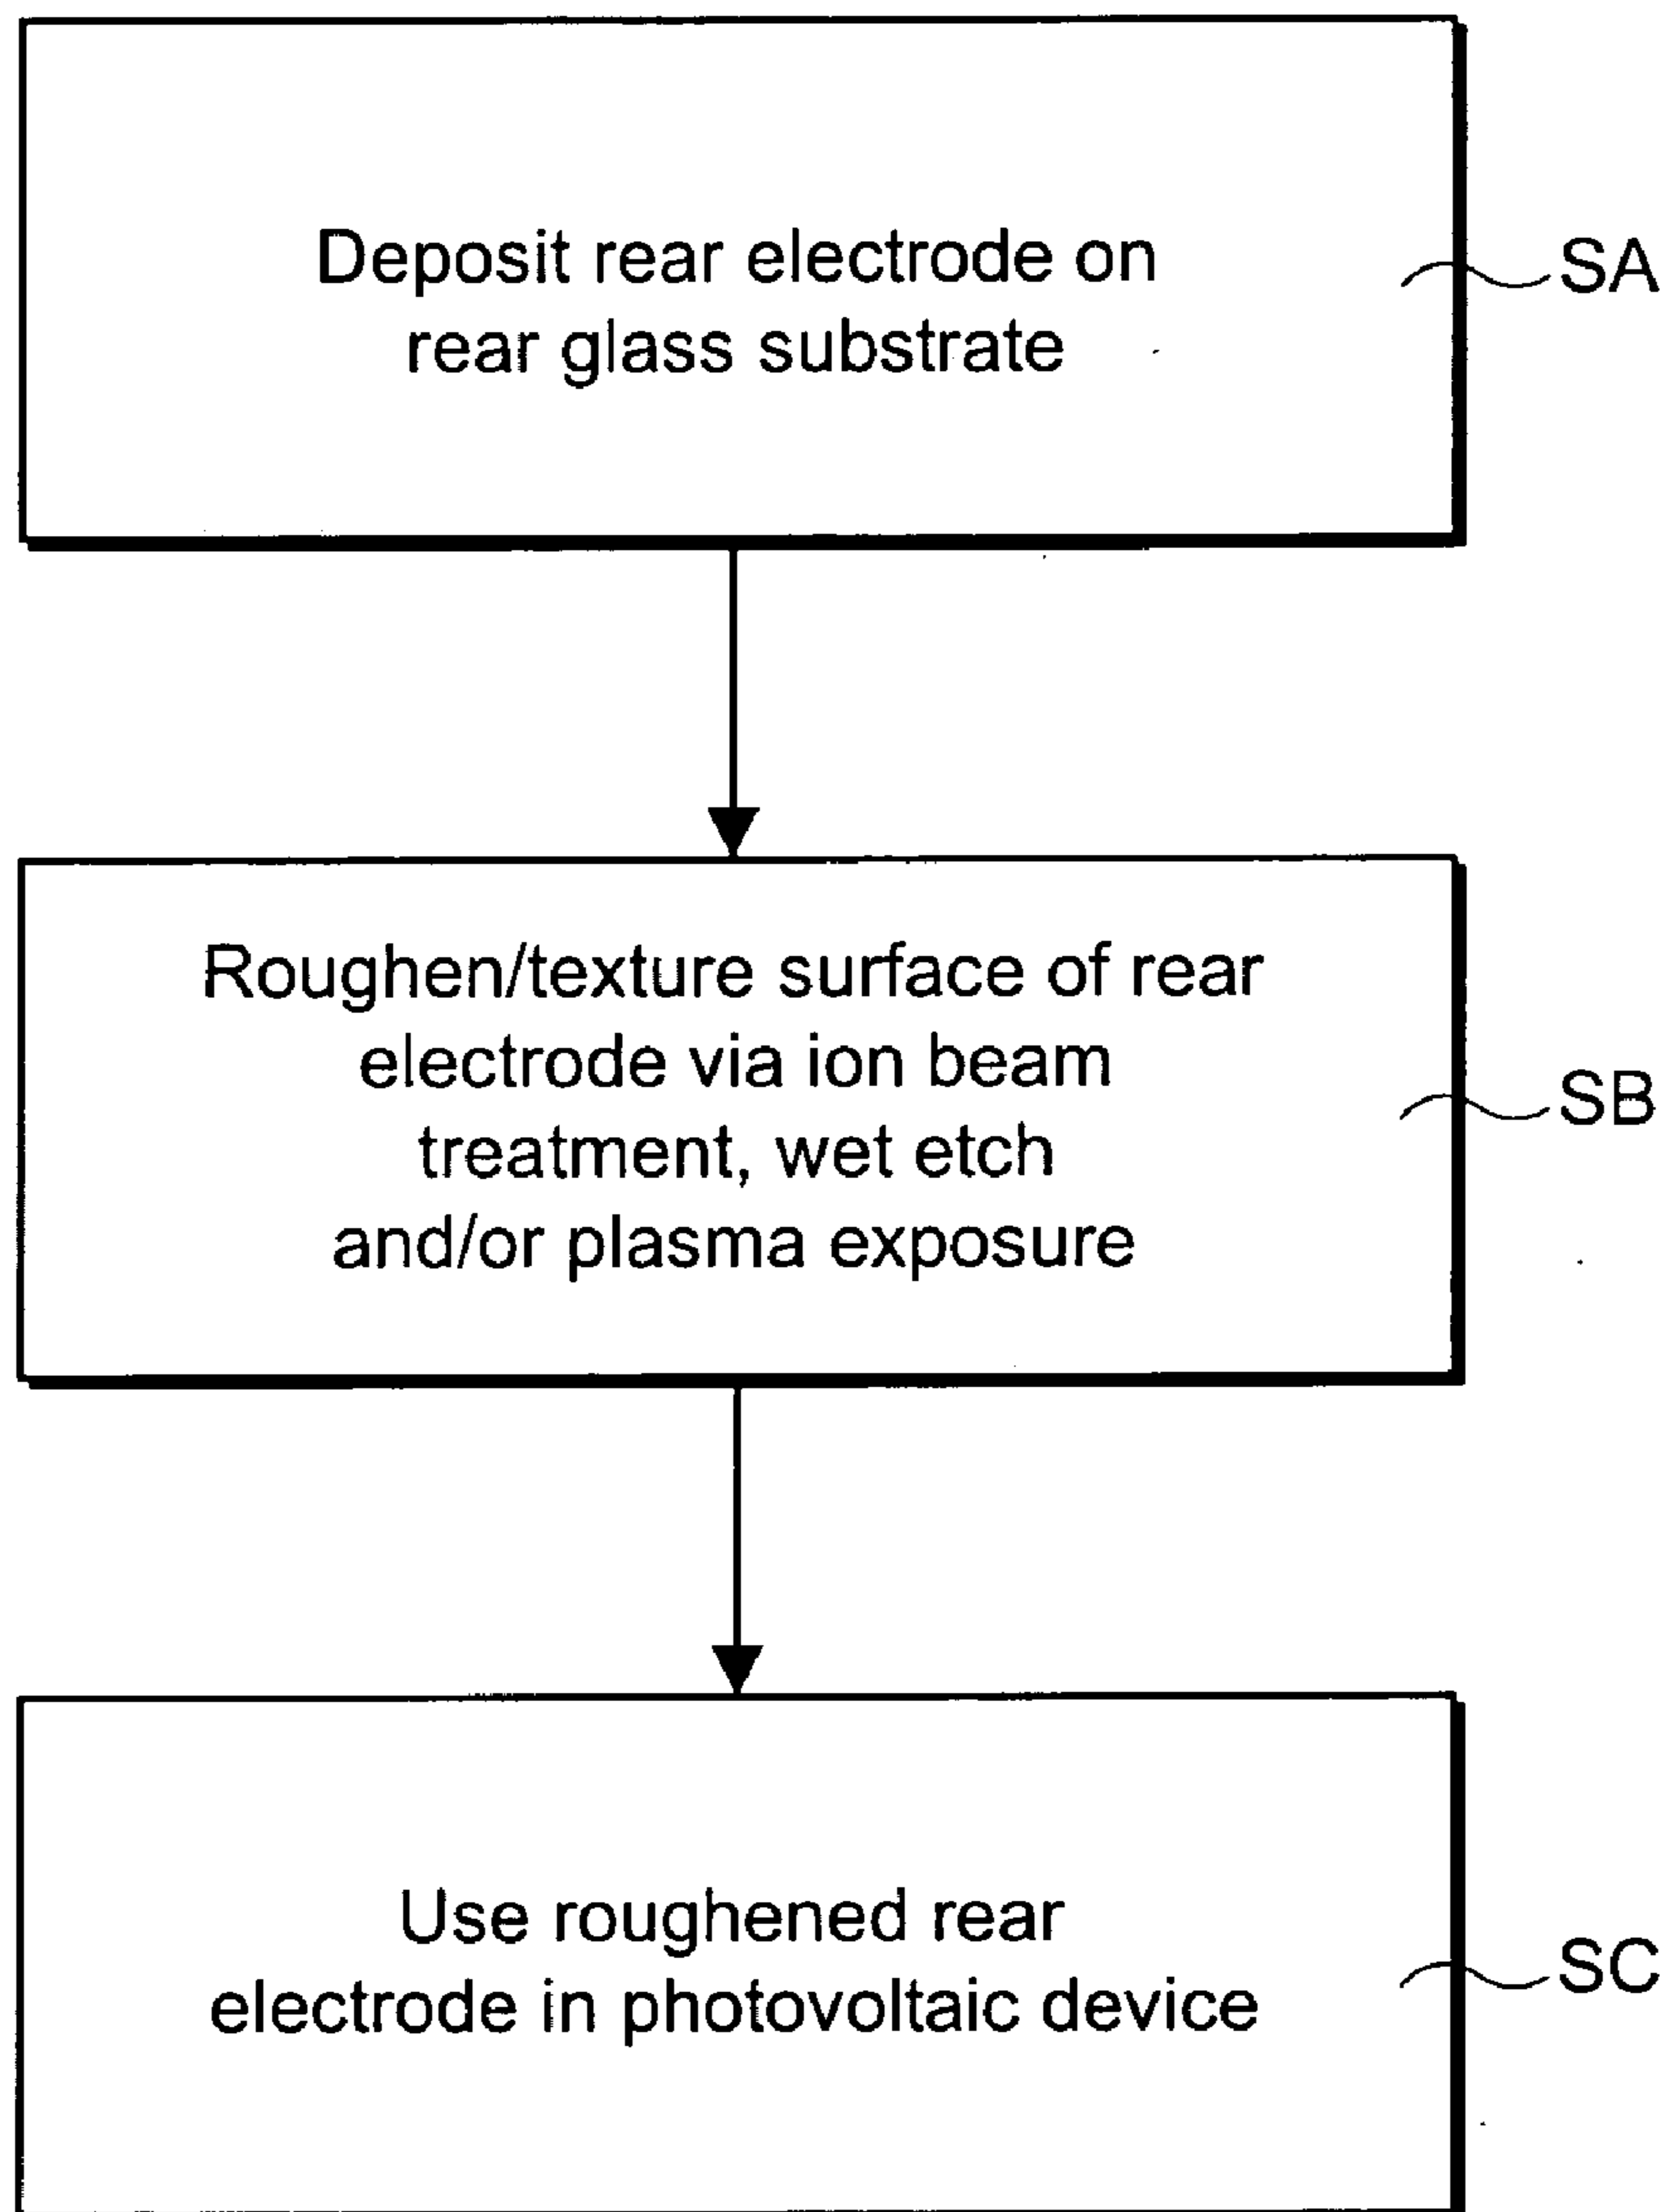 Deposit rear electrode on
rear glass substrate
SA
Roughen/texture surface of rear
electrode via ion beam
treatment, wet etch
and/or plasma exposure
SB
Use roughened rear
electrode in photovoltaic device
SC